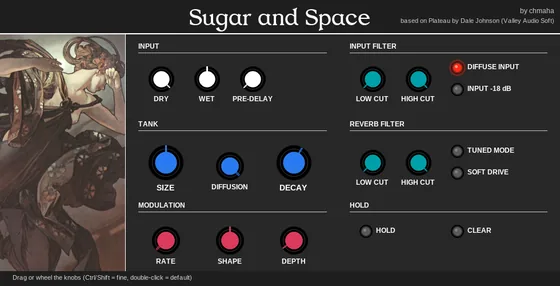 Sugar and Space
by chmaha
based on Plateau by Dale Johnson (Valley Audio Soft)
INPUT
DRY
WET
PRE-DELAY
INPUT FILTER
LOW CUT
HIGH CUT
DIFFUSE INPUT
INPUT -18 dB
TANK
SIZE
DIFFUSION
DECAY
REVERB FILTER
LOW CUT
HIGH CUT
TUNED MODE
SOFT DRIVE
MODULATION
RATE
SHAPE
DEPTH
HOLD
HOLD
CLEAR
Drag or wheel the knobs (Ctrl/Shift = fine, double-click = default)